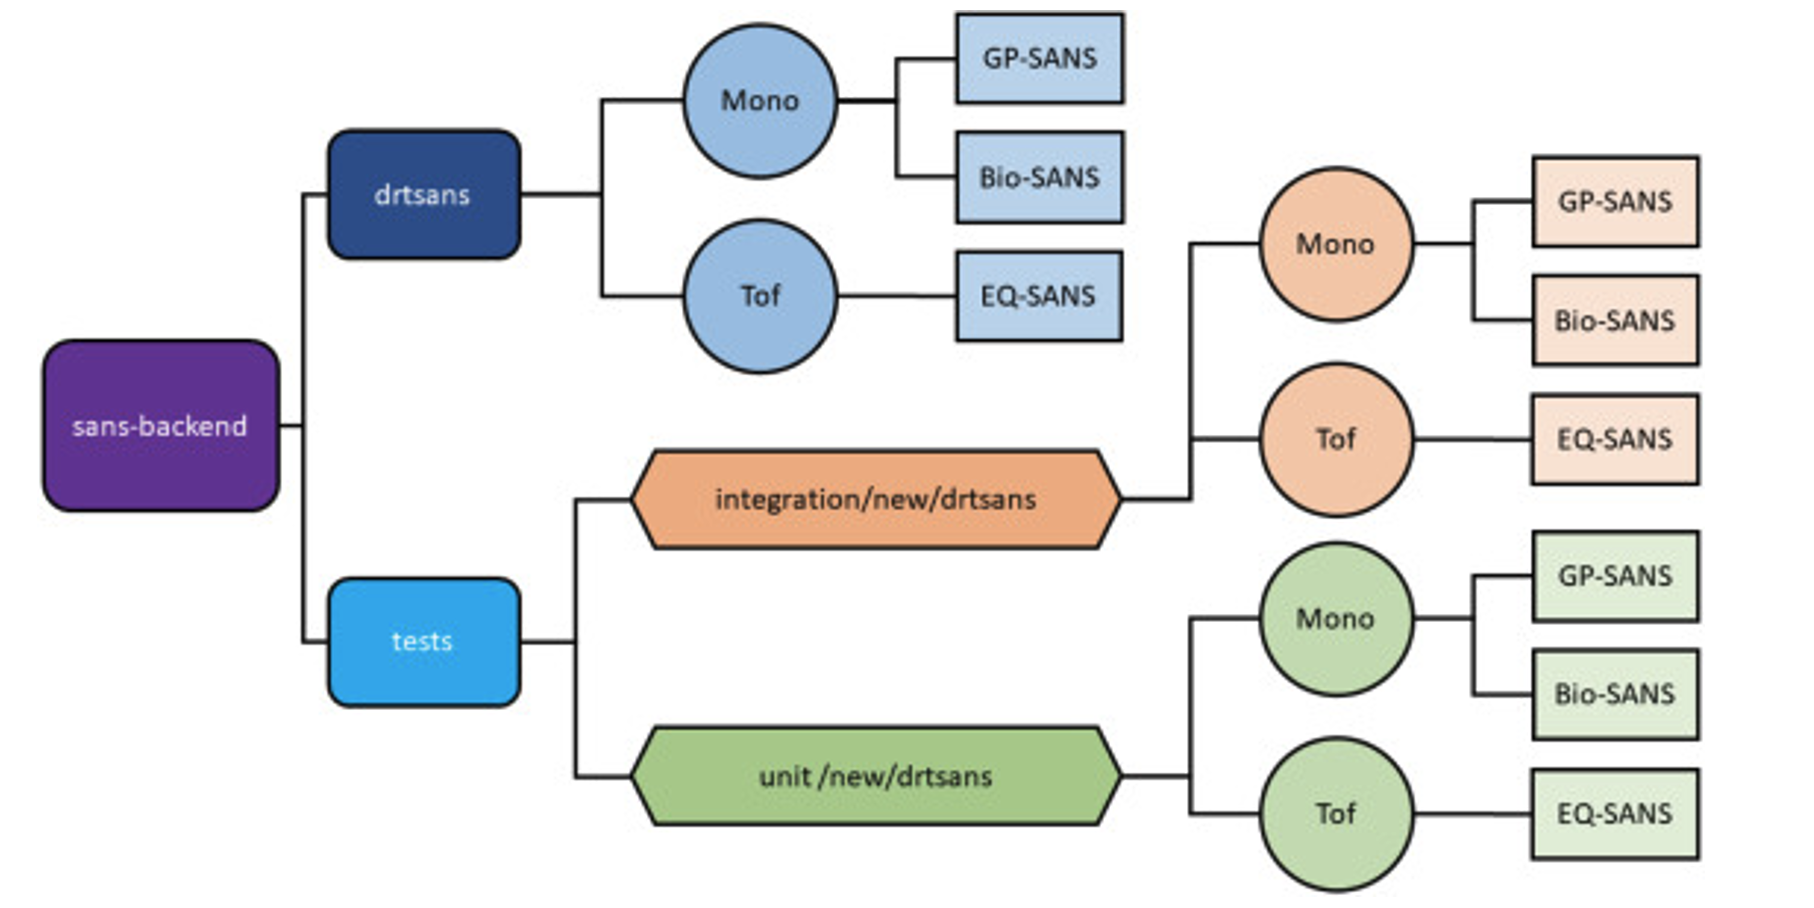 sans-backend
drtsans
Mono
GP-SANS
Bio-SANS
Tof
EQ-SANS
tests
integration/new/drtsans
Mono
GP-SANS
Bio-SANS
Tof
EQ-SANS
unit /new/drtsans
Mono
GP-SANS
Bio-SANS
Tof
EQ-SANS